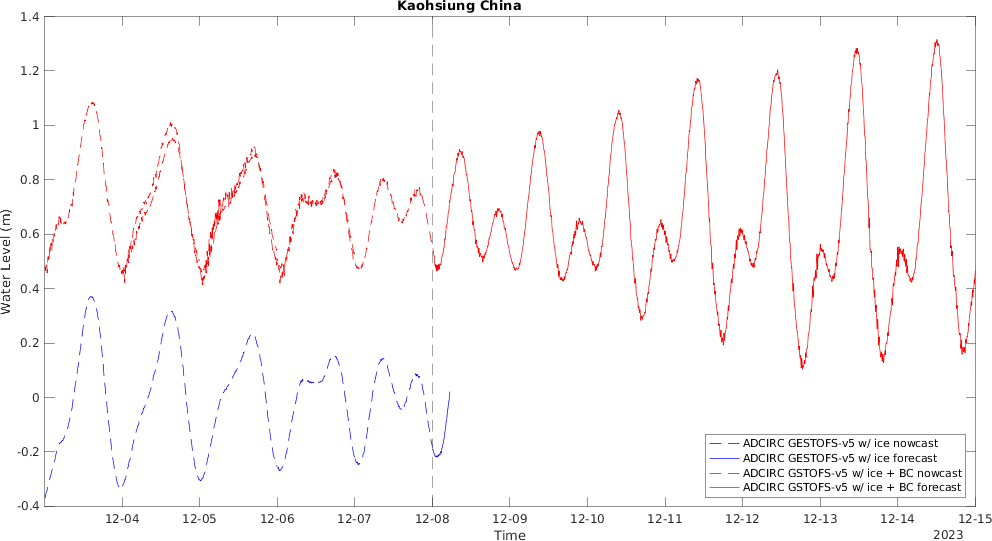 Kaohsiung China
1.4
1.2
1
0.8
0.6
0.4
0.2
0
-0.2
-0.4
Water Level (m)
12-04 12-05 12-06 12-07 12-08 12-09 12-10 12-11 12-12 12-13 12-14 12-15
Time
2023
ADCIRC GESTOFS-v5 w/ ice nowcast
ADCIRC GESTOFS-v5 w/ ice forecast
ADCIRC GSTOFS-v5 w/ ice + BC nowcast
ADCIRC GSTOFS-v5 w/ ice + BC forecast